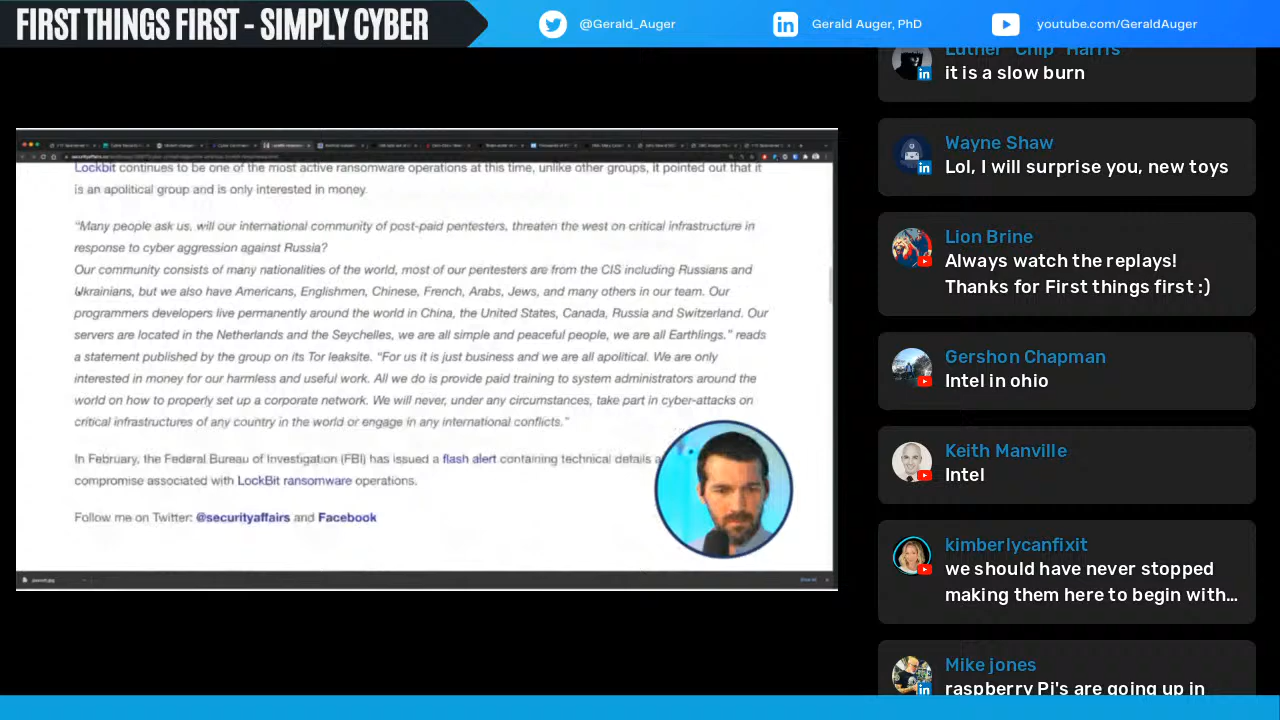 FIRST THINGS FIRST - SIMPLY CYBER
@Gerald_Auger
Gerald Auger, PhD
youtube.com/GeraldAuger
Lockbit continues to be one of the most active ransomware operations at this time, unlike other groups, it pointed out that it
is an apolitical group and is only interested in money.
“Many people ask us, will our international community of post-paid pentesters, threaten the west on critical infrastructure in
response to cyber aggression against Russia?
Our community consists of many nationalities of the world, most of our pentesters are from the CIS including Russians and
Ukrainians, but we also have Americans, Englishmen, Chinese, French, Arabs, Jews, and many others in our team. Our
programmers developers live permanently around the world in China, the United States, Canada, Russia and Switzerland. Our
servers are located in the Netherlands and the Seychelles, we are all simple and peaceful people, we are all Earthlings.” reads
a statement published by the group on its Tor leaksite. “For us it is just business and we are all apolitical. We are only
interested in money for our harmless and useful work. All we do is provide paid training to system administrators around the
world on how to properly set up a corporate network. We will never, under any circumstances, take part in cyber-attacks on
critical infrastructures of any country in the world or engage in any international conflicts.”
In February, the Federal Bureau of Investigation (FBI) has issued a flash alert containing technical details a
compromise associated with LockBit ransomware operations.
Follow me on Twitter: @securityaffairs and Facebook
Luther "Chip" Harris
it is a slow burn
Wayne Shaw
Lol, I will surprise you, new toys
Lion Brine
Always watch the replays!
Thanks for First things first :)
Gershon Chapman
Intel in ohio
Keith Manville
Intel
kimberlycanfixit
we should have never stopped
making them here to begin with…
Mike jones
raspberry Pi's are going up in